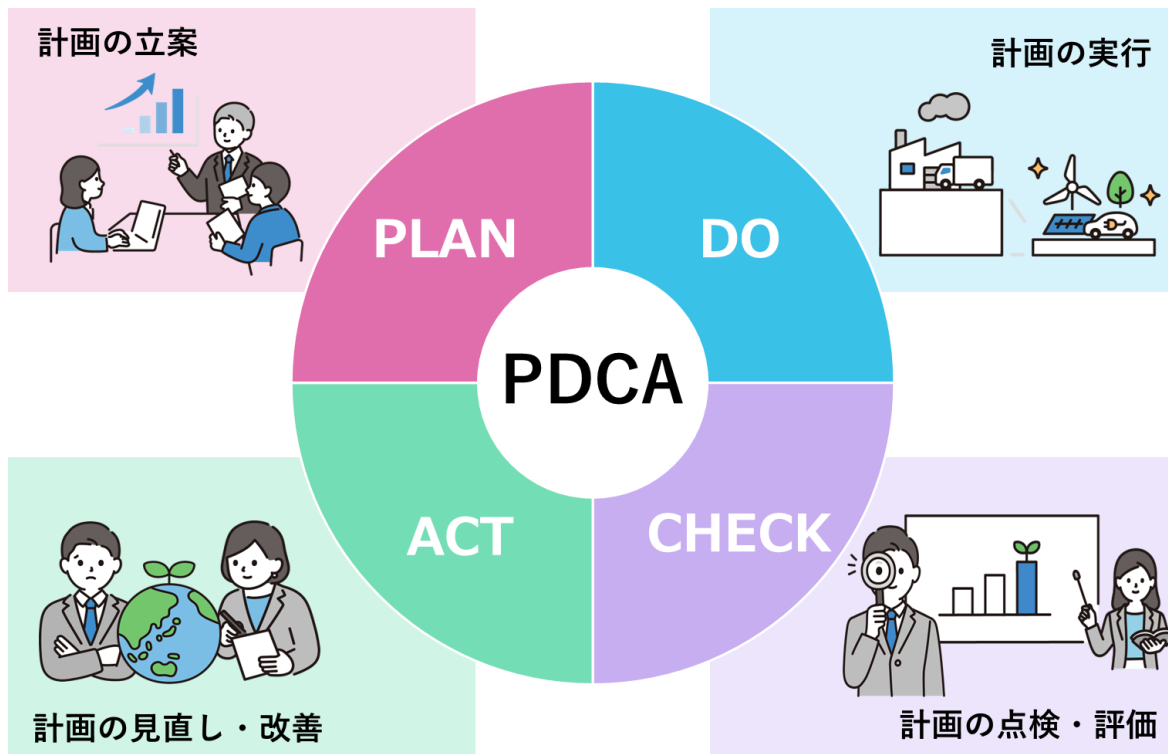 計画の立案
計画の実行
PLAN
DO
PDCA
ACT
CHECK
計画の見直し・改善
計画の点検・評価